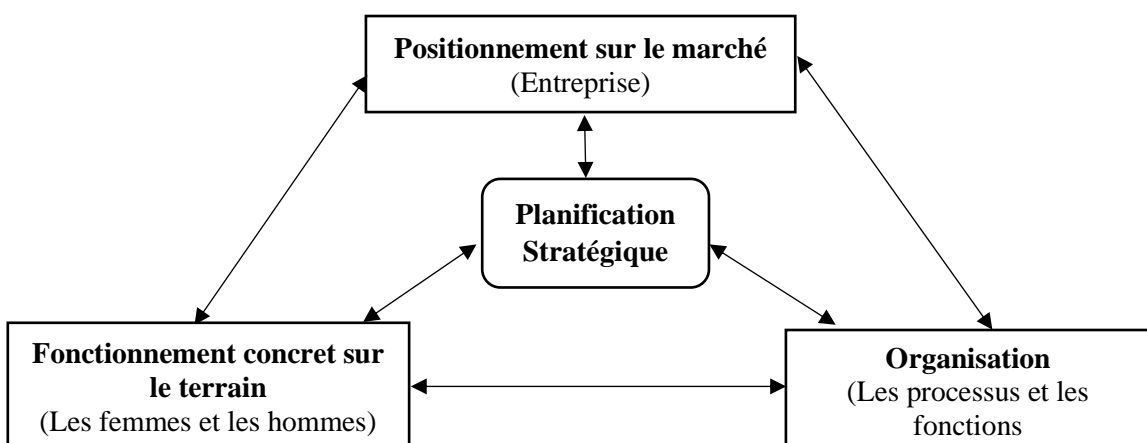 Positionnement sur le marché
(Entreprise)
Planification
Stratégique
Fonctionnement concret sur
le terrain
(Les femmes et les hommes)
Organisation
(Les processus et les
fonctions